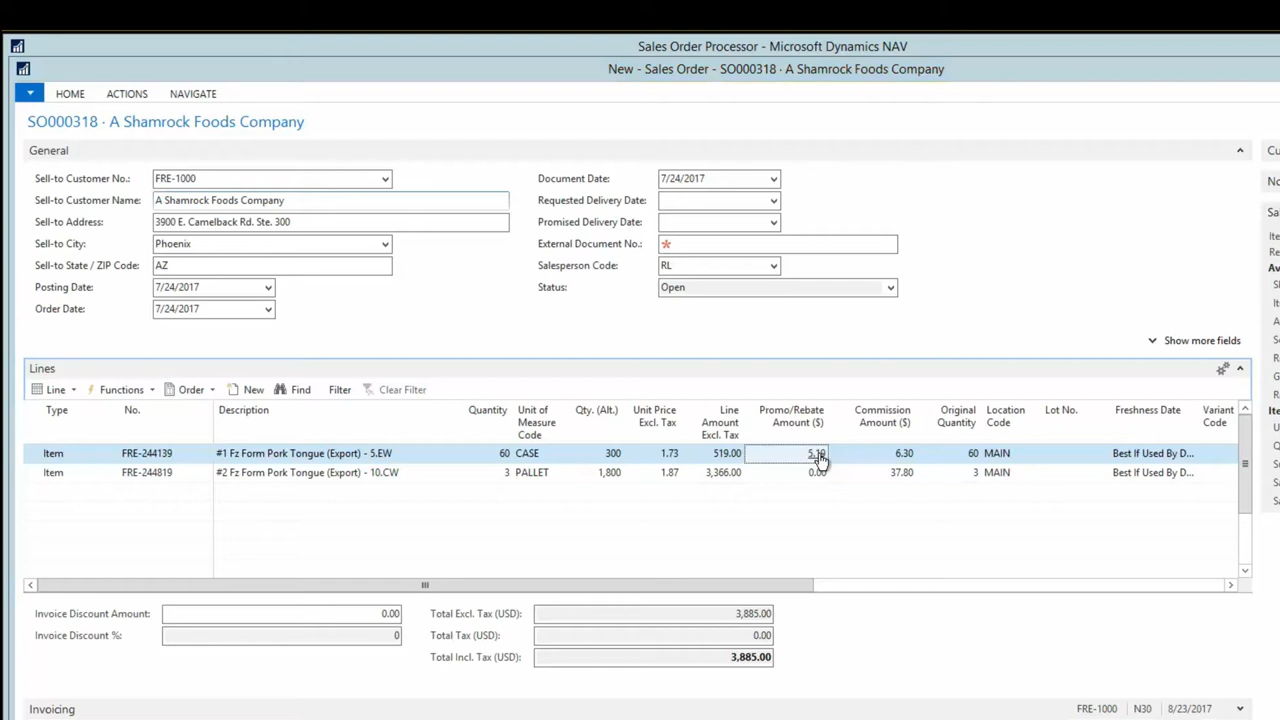 Sales Order Processor - Microsoft Dynamics NAV
New - Sales Order - SO000318 · A Shamrock Foods Company
HOME ACTIONS NAVIGATE
SO000318 · A Shamrock Foods Company
General
Sell-to Customer No.: FRE-1000 Document Date: 7/24/2017
Sell-to Customer Name: A Shamrock Foods Company Requested Delivery Date:
Sell-to Address: 3900 E. Camelback Rd. Ste. 300 Promised Delivery Date:
Sell-to City: Phoenix External Document No.: *
Sell-to State / ZIP Code: AZ Salesperson Code: RL
Posting Date: 7/24/2017 Status: Open
Order Date: 7/24/2017
Show more fields
Lines
Line Functions Order New Find Filter Clear Filter
Type No. Description Quantity Unit of Measure Code Qty. (Alt.) Unit Price Excl. Tax Line Amount Excl. Tax Promo/Rebate Amount ($) Commission Amount ($) Original Quantity Location Code Lot No. Freshness Date Variant Code
Item FRE-244139 #1 Fz Form Pork Tongue (Export) - 5.EW 60 CASE 300 1.73 519.00 6.30 60 MAIN Best If Used By D...
Item FRE-244819 #2 Fz Form Pork Tongue (Export) - 10.CW 3 PALLET 1,800 1.87 3,366.00 0.00 37.80 3 MAIN Best If Used By D...
Invoice Discount Amount: 0.00 Total Excl. Tax (USD): 3,885.00
Invoice Discount %: 0 Total Tax (USD): 0.00
Total Incl. Tax (USD): 3,885.00
Invoicing FRE-1000 N30 8/23/2017